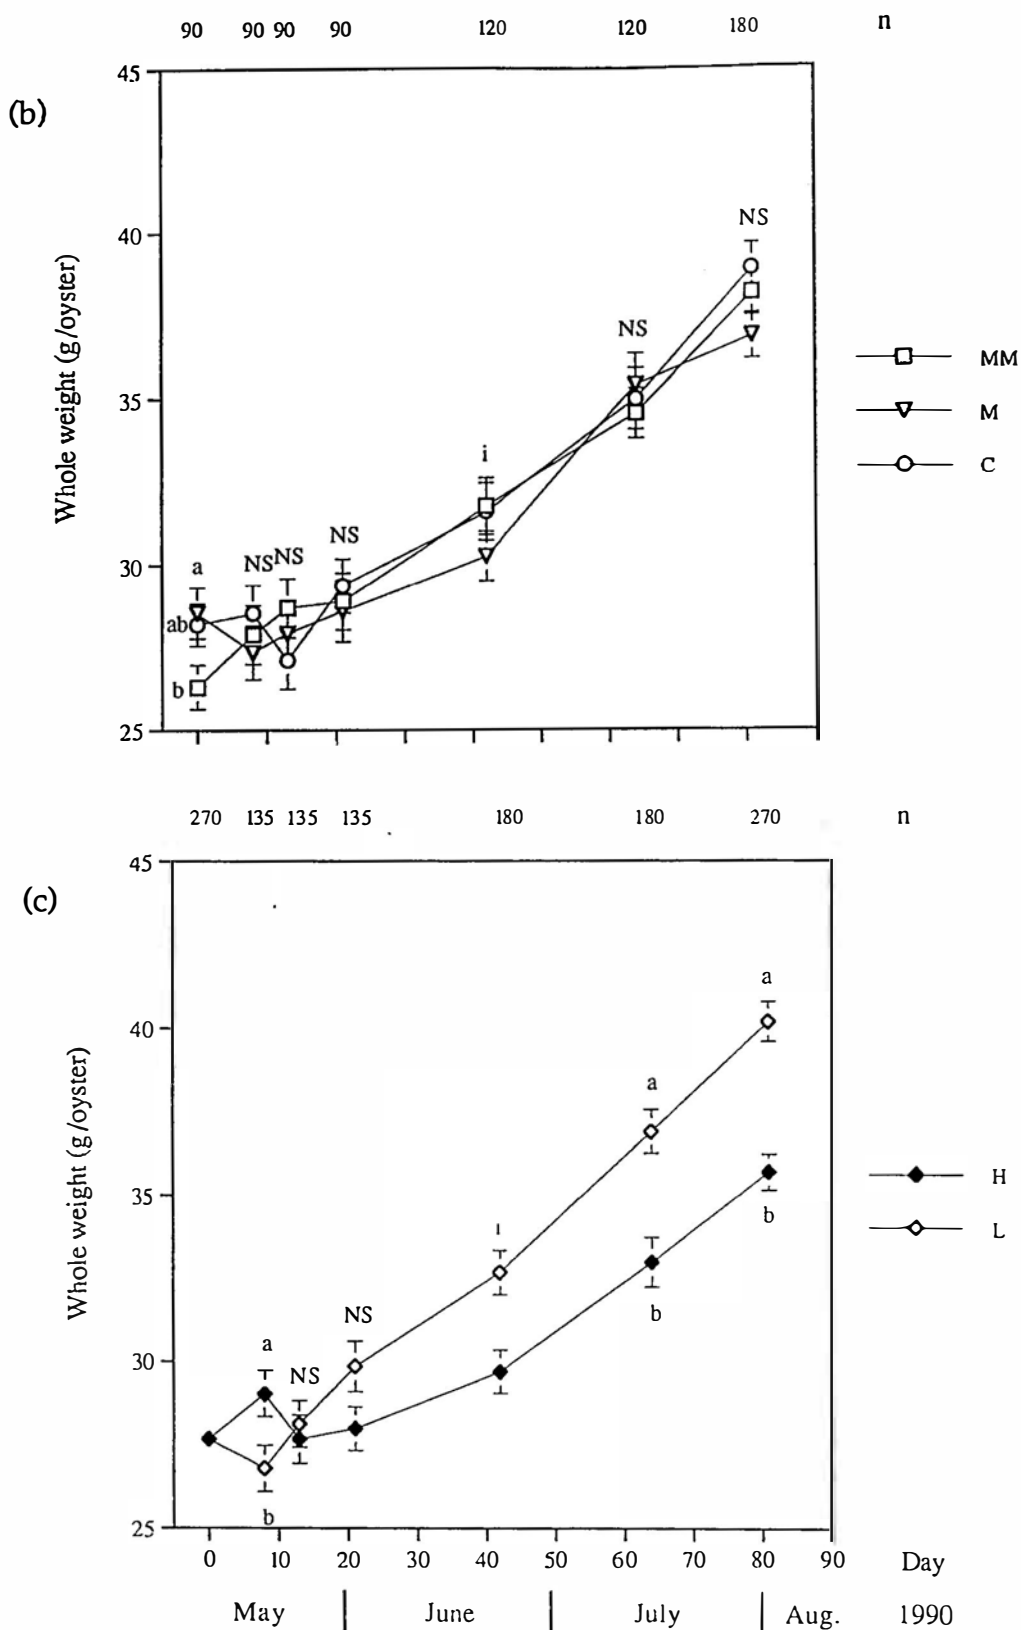 90 90 90 90 120 120 180 n
(b)
45
40
35
30
25
Whole weight (g/oyster)
a
ab
b
NS NS
NS
i
NS
NS
MM
M
C
270 135 135 135 180 180 270 n
(c)
45
40
35
30
25
Whole weight (g/oyster)
a
b
NS
NS
a
b
a
b
H
L
0 10 20 30 40 50 60 70 80 90 Day
May June July Aug. 1990